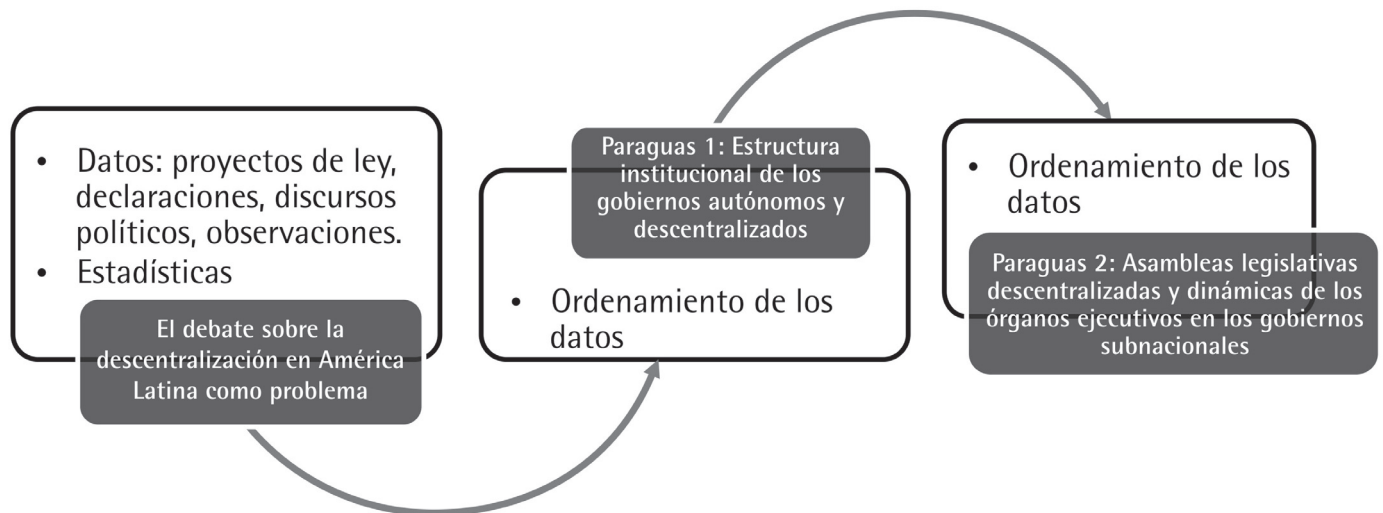 • Datos: proyectos de ley,
declaraciones, discursos
políticos, observaciones.
• Estadísticas
El debate sobre la
descentralización en América
Latina como problema
Paraguas 1: Estructura
institucional de los
gobiernos autónomos y
descentralizados
• Ordenamiento de los
datos
• Ordenamiento de los
datos
Paraguas 2: Asambleas legislativas
descentralizadas y dinámicas de los
órganos ejecutivos en los gobiernos
subnacionales